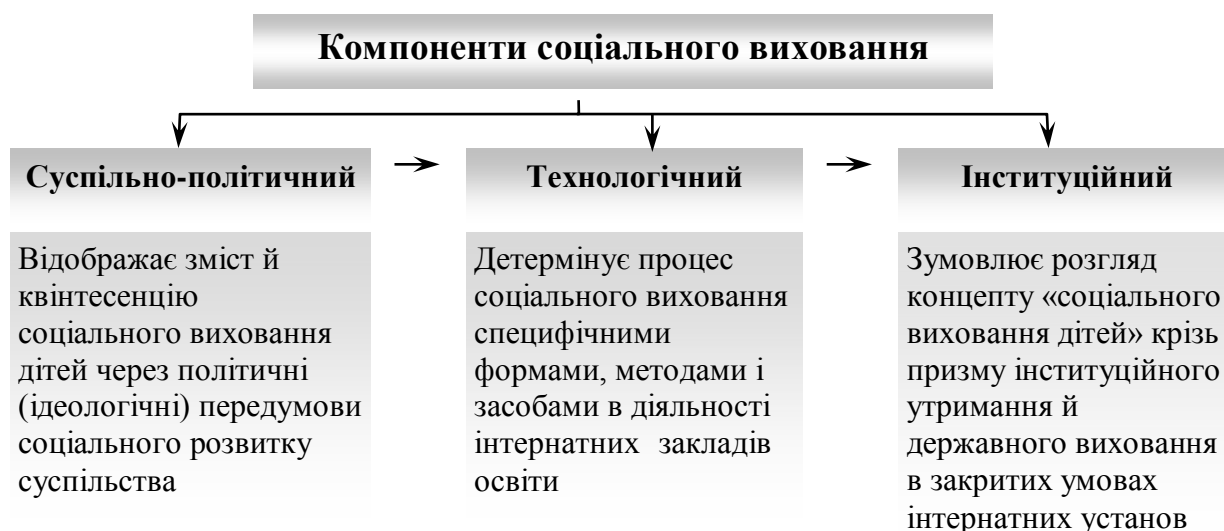 Компоненти соціального виховання
Суспільно-політичний
Відображає зміст й
квінтесенцію
соціального виховання
дітей через політичні
(ідеологічні) передумови
соціального розвитку
суспільства
Технологічний
Детермінує процес
соціального виховання
специфічними
формами, методами і
засобами в діяльності
інтернатних закладів
освіти
Інституційний
Зумовлює розгляд
концепту «соціального
виховання дітей» крізь
призму інституційного
утримання й
державного виховання
в закритих умовах
інтернатних установ